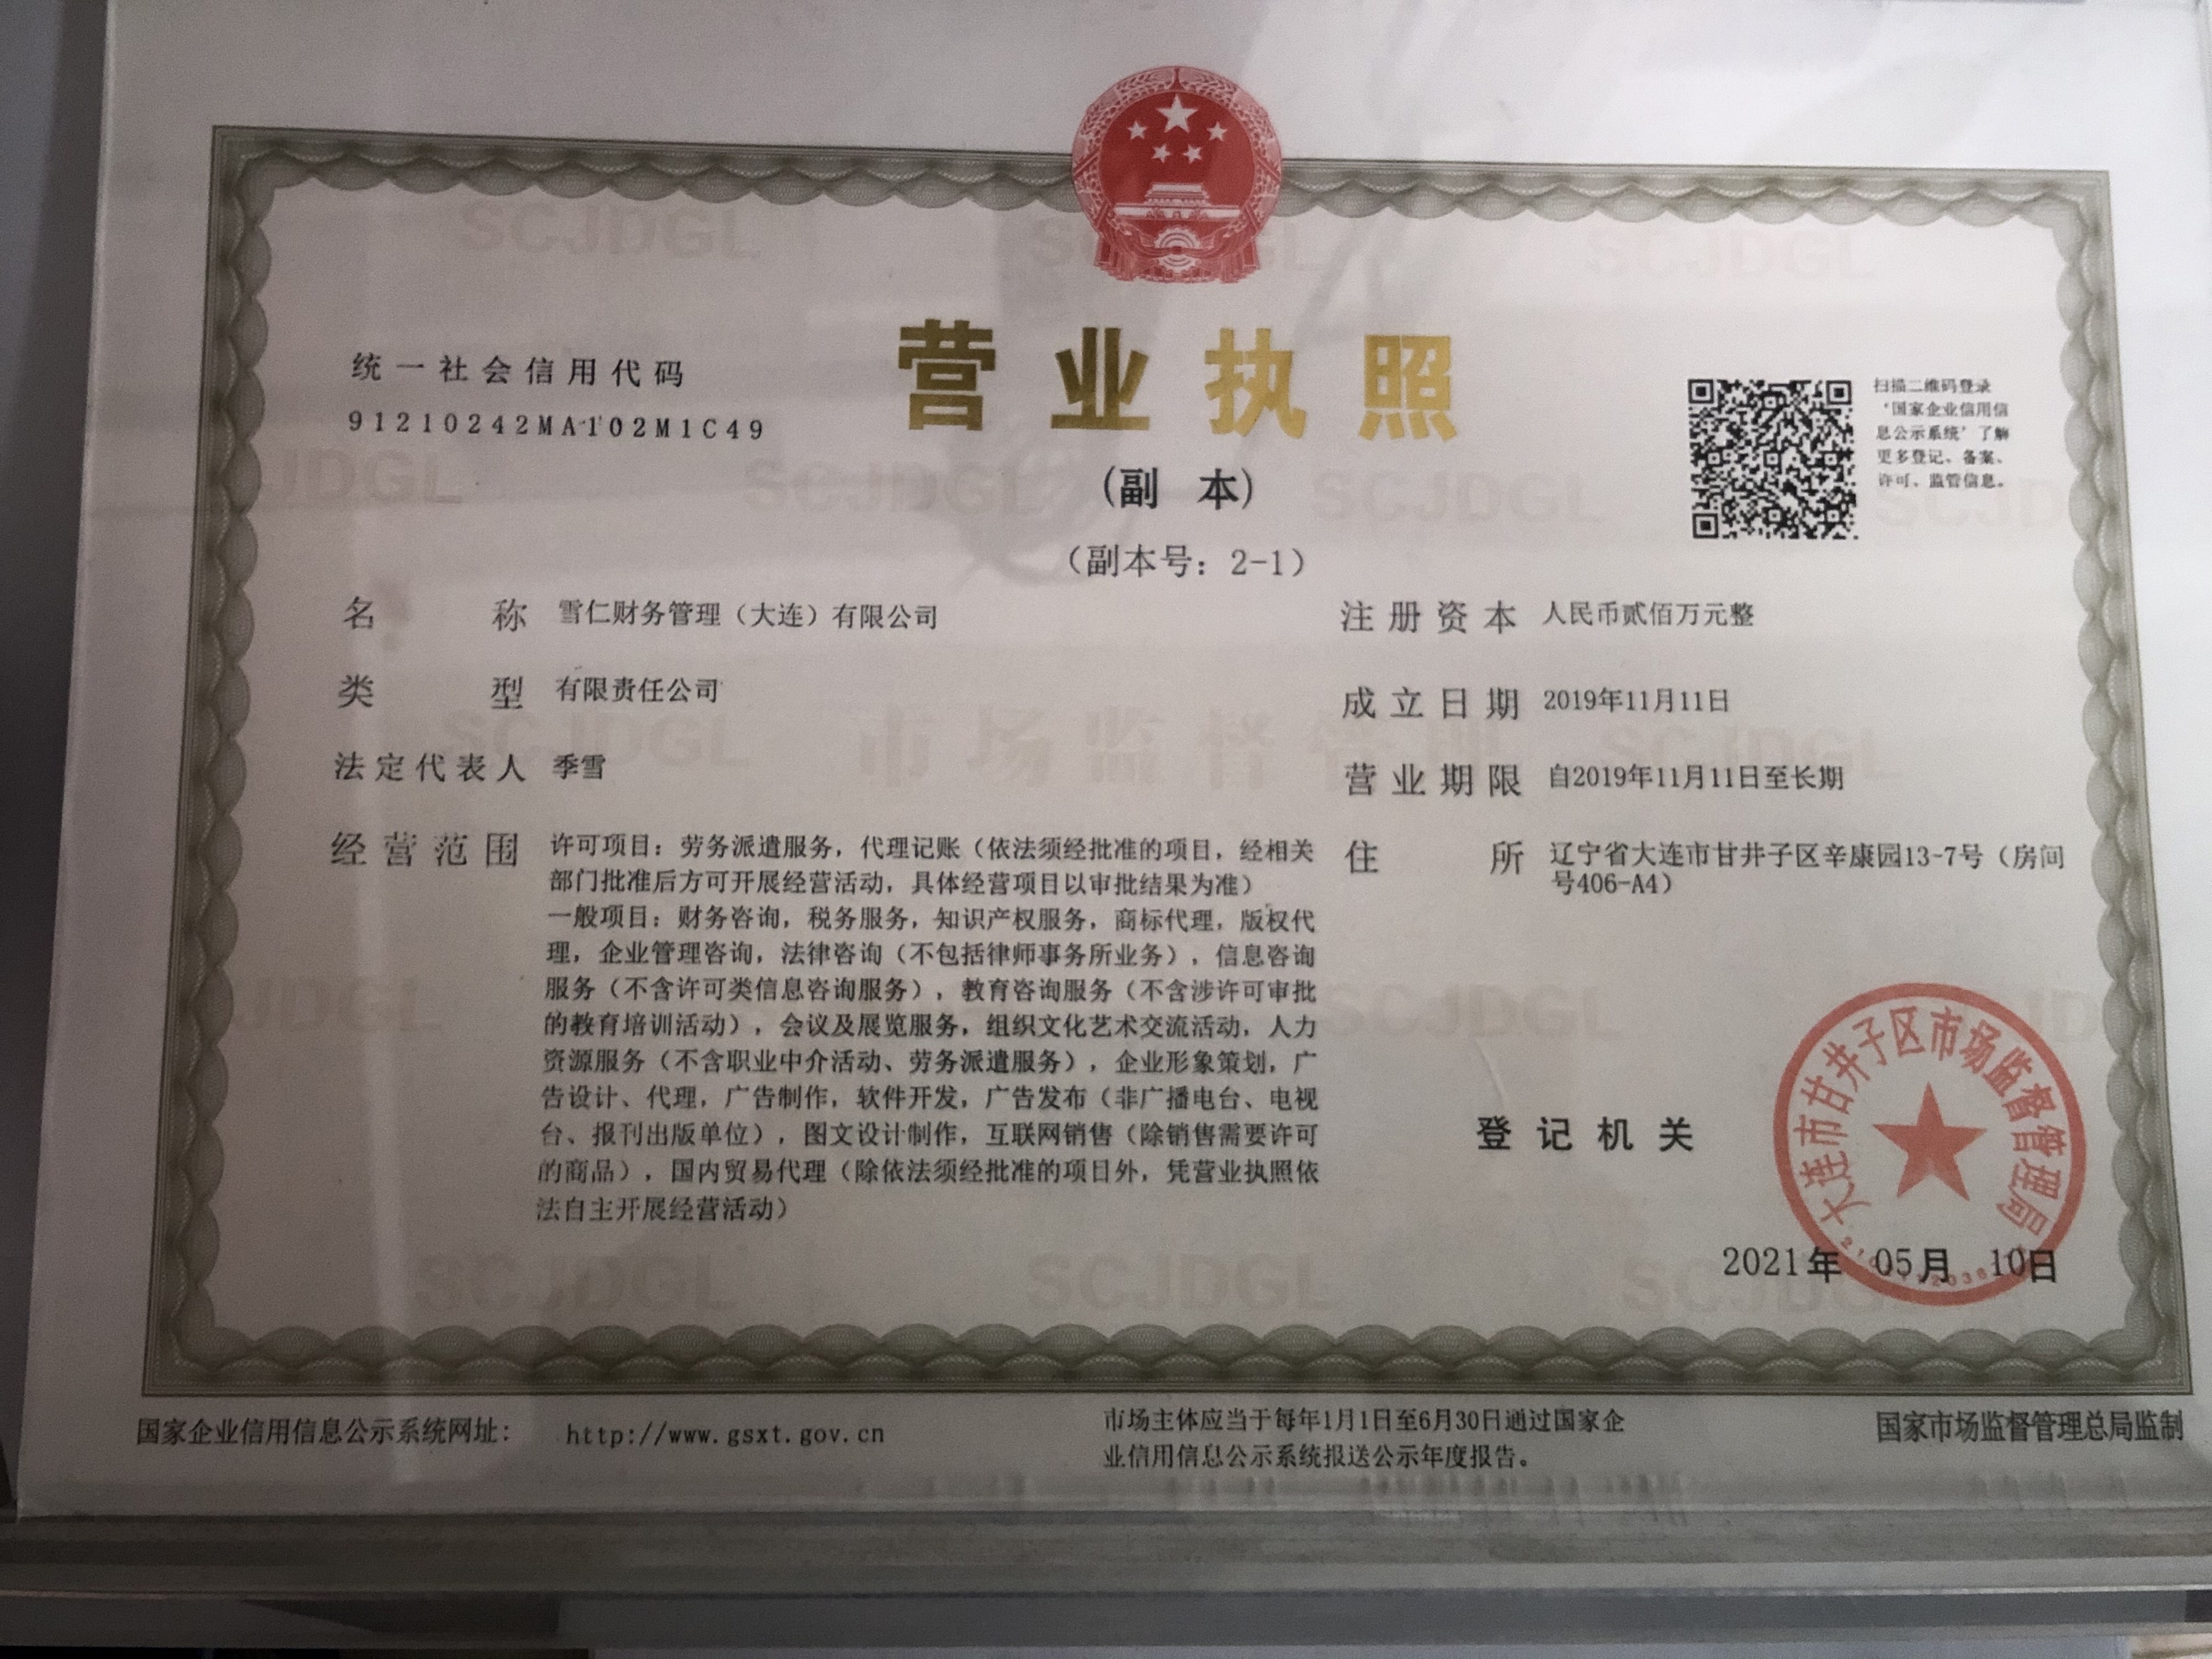 营业执照
(副 本)
(副本号：2-1)
统一社会信用代码
91210242MA102M1C49
扫描二维码登录
‘国家企业信用信
息公示系统’了解
更多登记、备案、
许可、监管信息。
名 称 雪仁财务管理（大连）有限公司
类 型 有限责任公司
法定代表人 季雪
经营范围 许可项目：劳务派遣服务，代理记账（依法须经批准的项目，经相关
部门批准后方可开展经营活动，具体经营项目以审批结果为准）
一般项目：财务咨询，税务服务，知识产权服务，商标代理，版权代
理，企业管理咨询，法律咨询（不包括律师事务所业务），信息咨询
服务（不含许可类信息咨询服务），教育咨询服务（不含涉许可审批
的教育培训活动），会议及展览服务，组织文化艺术交流活动，人力
资源服务（不含职业中介活动、劳务派遣服务），企业形象策划，广
告设计、代理，广告制作，软件开发，广告发布（非广播电台、电视
台、报刊出版单位），图文设计制作，互联网销售（除销售需要许可
的商品），国内贸易代理（除依法须经批准的项目外，凭营业执照依
法自主开展经营活动）
注册资本 人民币贰佰万元整
成立日期 2019年11月11日
营业期限 自2019年11月11日至长期
住 所 辽宁省大连市甘井子区辛康园13-7号（房间
号406-A4）
登记机关
大连市甘井子区市场监督管理局
2021年 05月 10日
国家企业信用信息公示系统网址： http://www.gsxt.gov.cn
市场主体应当于每年1月1日至6月30日通过国家企
业信用信息公示系统报送公示年度报告。
国家市场监督管理总局监制